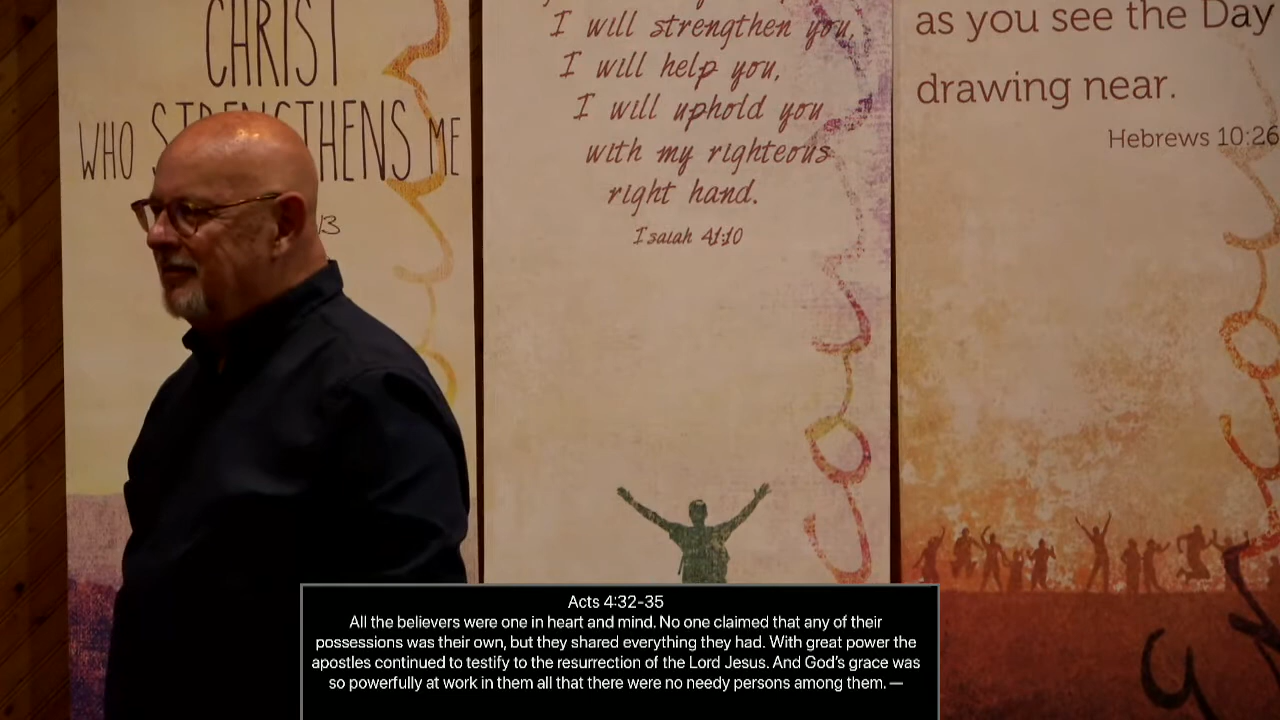 CHRIST
WHO STRENGTHENS ME
13
I will strengthen you,
I will help you,
I will uphold you
with my righteous
right hand.
Isaiah 41:10
as you see the Day
drawing near.
Hebrews 10:26
Acts 4:32-35
All the believers were one in heart and mind. No one claimed that any of their
possessions was their own, but they shared everything they had. With great power the
apostles continued to testify to the resurrection of the Lord Jesus. And God's grace was
so powerfully at work in them all that there were no needy persons among them. —